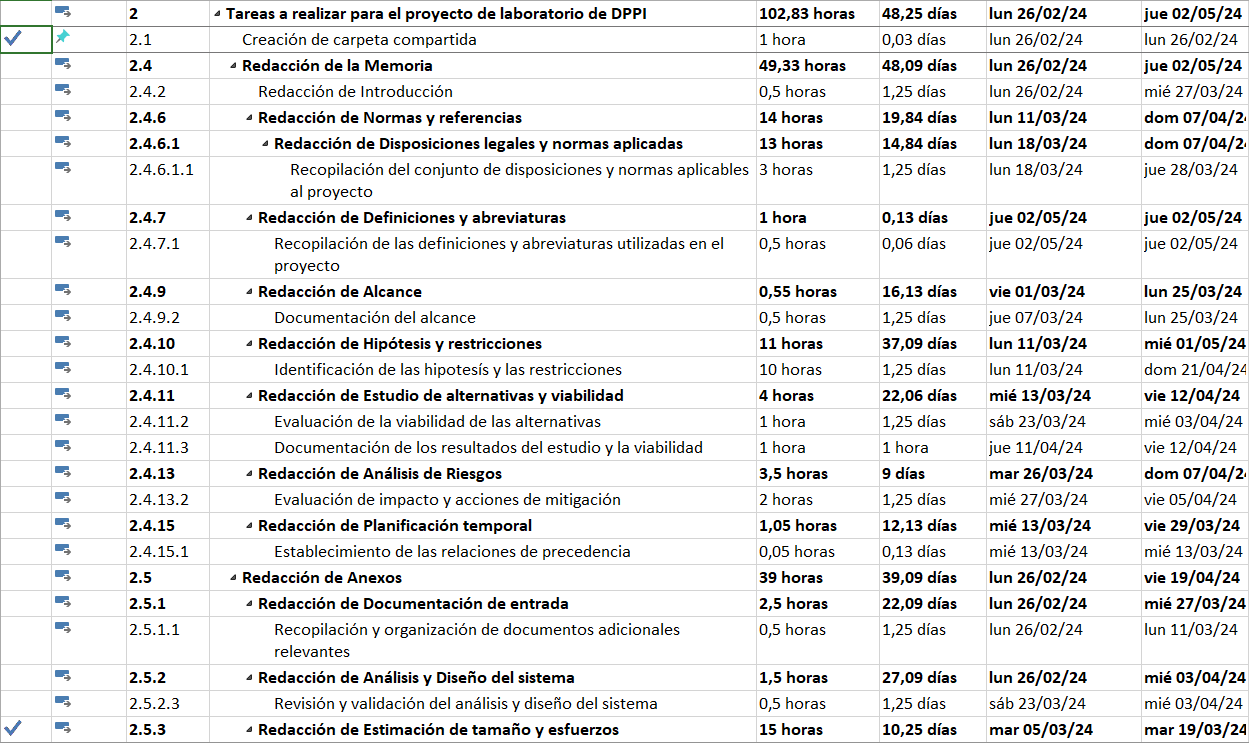 2 Tareas a realizar para el proyecto de laboratorio de DPPI 102,83 horas 48,25 días lun 26/02/24 jue 02/05/24
2.1 Creación de carpeta compartida 1 hora 0,03 días lun 26/02/24 lun 26/02/24
2.4 Redacción de la Memoria 49,33 horas 48,09 días lun 26/02/24 jue 02/05/24
2.4.2 Redacción de Introducción 0,5 horas 1,25 días lun 26/02/24 mié 27/03/24
2.4.6 Redacción de Normas y referencias 14 horas 19,84 días lun 11/03/24 dom 07/04/24
2.4.6.1 Redacción de Disposiciones legales y normas aplicadas 13 horas 14,84 días lun 18/03/24 dom 07/04/24
2.4.6.1.1 Recopilación del conjunto de disposiciones y normas aplicables 3 horas 1,25 días lun 18/03/24 jue 28/03/24
al proyecto
2.4.7 Redacción de Definiciones y abreviaturas 1 hora 0,13 días jue 02/05/24 jue 02/05/24
2.4.7.1 Recopilación de las definiciones y abreviaturas utilizadas en el 0,5 horas 0,06 días jue 02/05/24 jue 02/05/24
proyecto
2.4.9 Redacción de Alcance 0,55 horas 16,13 días vie 01/03/24 lun 25/03/24
2.4.9.2 Documentación del alcance 0,5 horas 1,25 días jue 07/03/24 lun 25/03/24
2.4.10 Redacción de Hipótesis y restricciones 11 horas 37,09 días lun 11/03/24 mié 01/05/24
2.4.10.1 Identificación de las hipotesís y las restricciones 10 horas 1,25 días lun 11/03/24 dom 21/04/24
2.4.11 Redacción de Estudio de alternativas y viabilidad 4 horas 22,06 días mié 13/03/24 vie 12/04/24
2.4.11.2 Evaluación de la viabilidad de las alternativas 1 hora 1,25 días sáb 23/03/24 mié 03/04/24
2.4.11.3 Documentación de los resultados del estudio y la viabilidad 1 hora 1 hora jue 11/04/24 vie 12/04/24
2.4.13 Redacción de Análisis de Riesgos 3,5 horas 9 días mar 26/03/24 dom 07/04/24
2.4.13.2 Evaluación de impacto y acciones de mitigación 2 horas 1,25 días mié 27/03/24 vie 05/04/24
2.4.15 Redacción de Planificación temporal 1,05 horas 12,13 días mié 13/03/24 vie 29/03/24
2.4.15.1 Establecimiento de las relaciones de precedencia 0,05 horas 0,13 días mié 13/03/24 mié 13/03/24
2.5 Redacción de Anexos 39 horas 39,09 días lun 26/02/24 vie 19/04/24
2.5.1 Redacción de Documentación de entrada 2,5 horas 22,09 días lun 26/02/24 mié 27/03/24
2.5.1.1 Recopilación y organización de documentos adicionales 0,5 horas 1,25 días lun 26/02/24 lun 11/03/24
relevantes
2.5.2 Redacción de Análisis y Diseño del sistema 1,5 horas 27,09 días lun 26/02/24 mié 03/04/24
2.5.2.3 Revisión y validación del análisis y diseño del sistema 0,5 horas 1,25 días sáb 23/03/24 mié 03/04/24
2.5.3 Redacción de Estimación de tamaño y esfuerzos 15 horas 10,25 días mar 05/03/24 mar 19/03/24